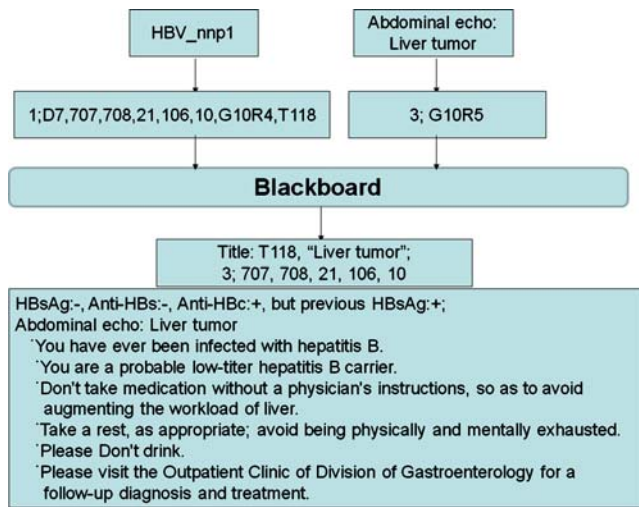 HBV_nnp1
Abdominal echo:
Liver tumor
1;D7,707,708,21,106,10,G10R4,T118
3; G10R5
Blackboard
Title: T118, “Liver tumor”;
3; 707, 708, 21, 106, 10
HBsAg:-, Anti-HBs:-, Anti-HBc:+, but previous HBsAg:+;
Abdominal echo: Liver tumor
˙You have ever been infected with hepatitis B.
˙You are a probable low-titer hepatitis B carrier.
˙Don't take medication without a physician's instructions, so as to avoid
augmenting the workload of liver.
˙Take a rest, as appropriate; avoid being physically and mentally exhausted.
˙Please Don't drink.
˙Please visit the Outpatient Clinic of Division of Gastroenterology for a
follow-up diagnosis and treatment.